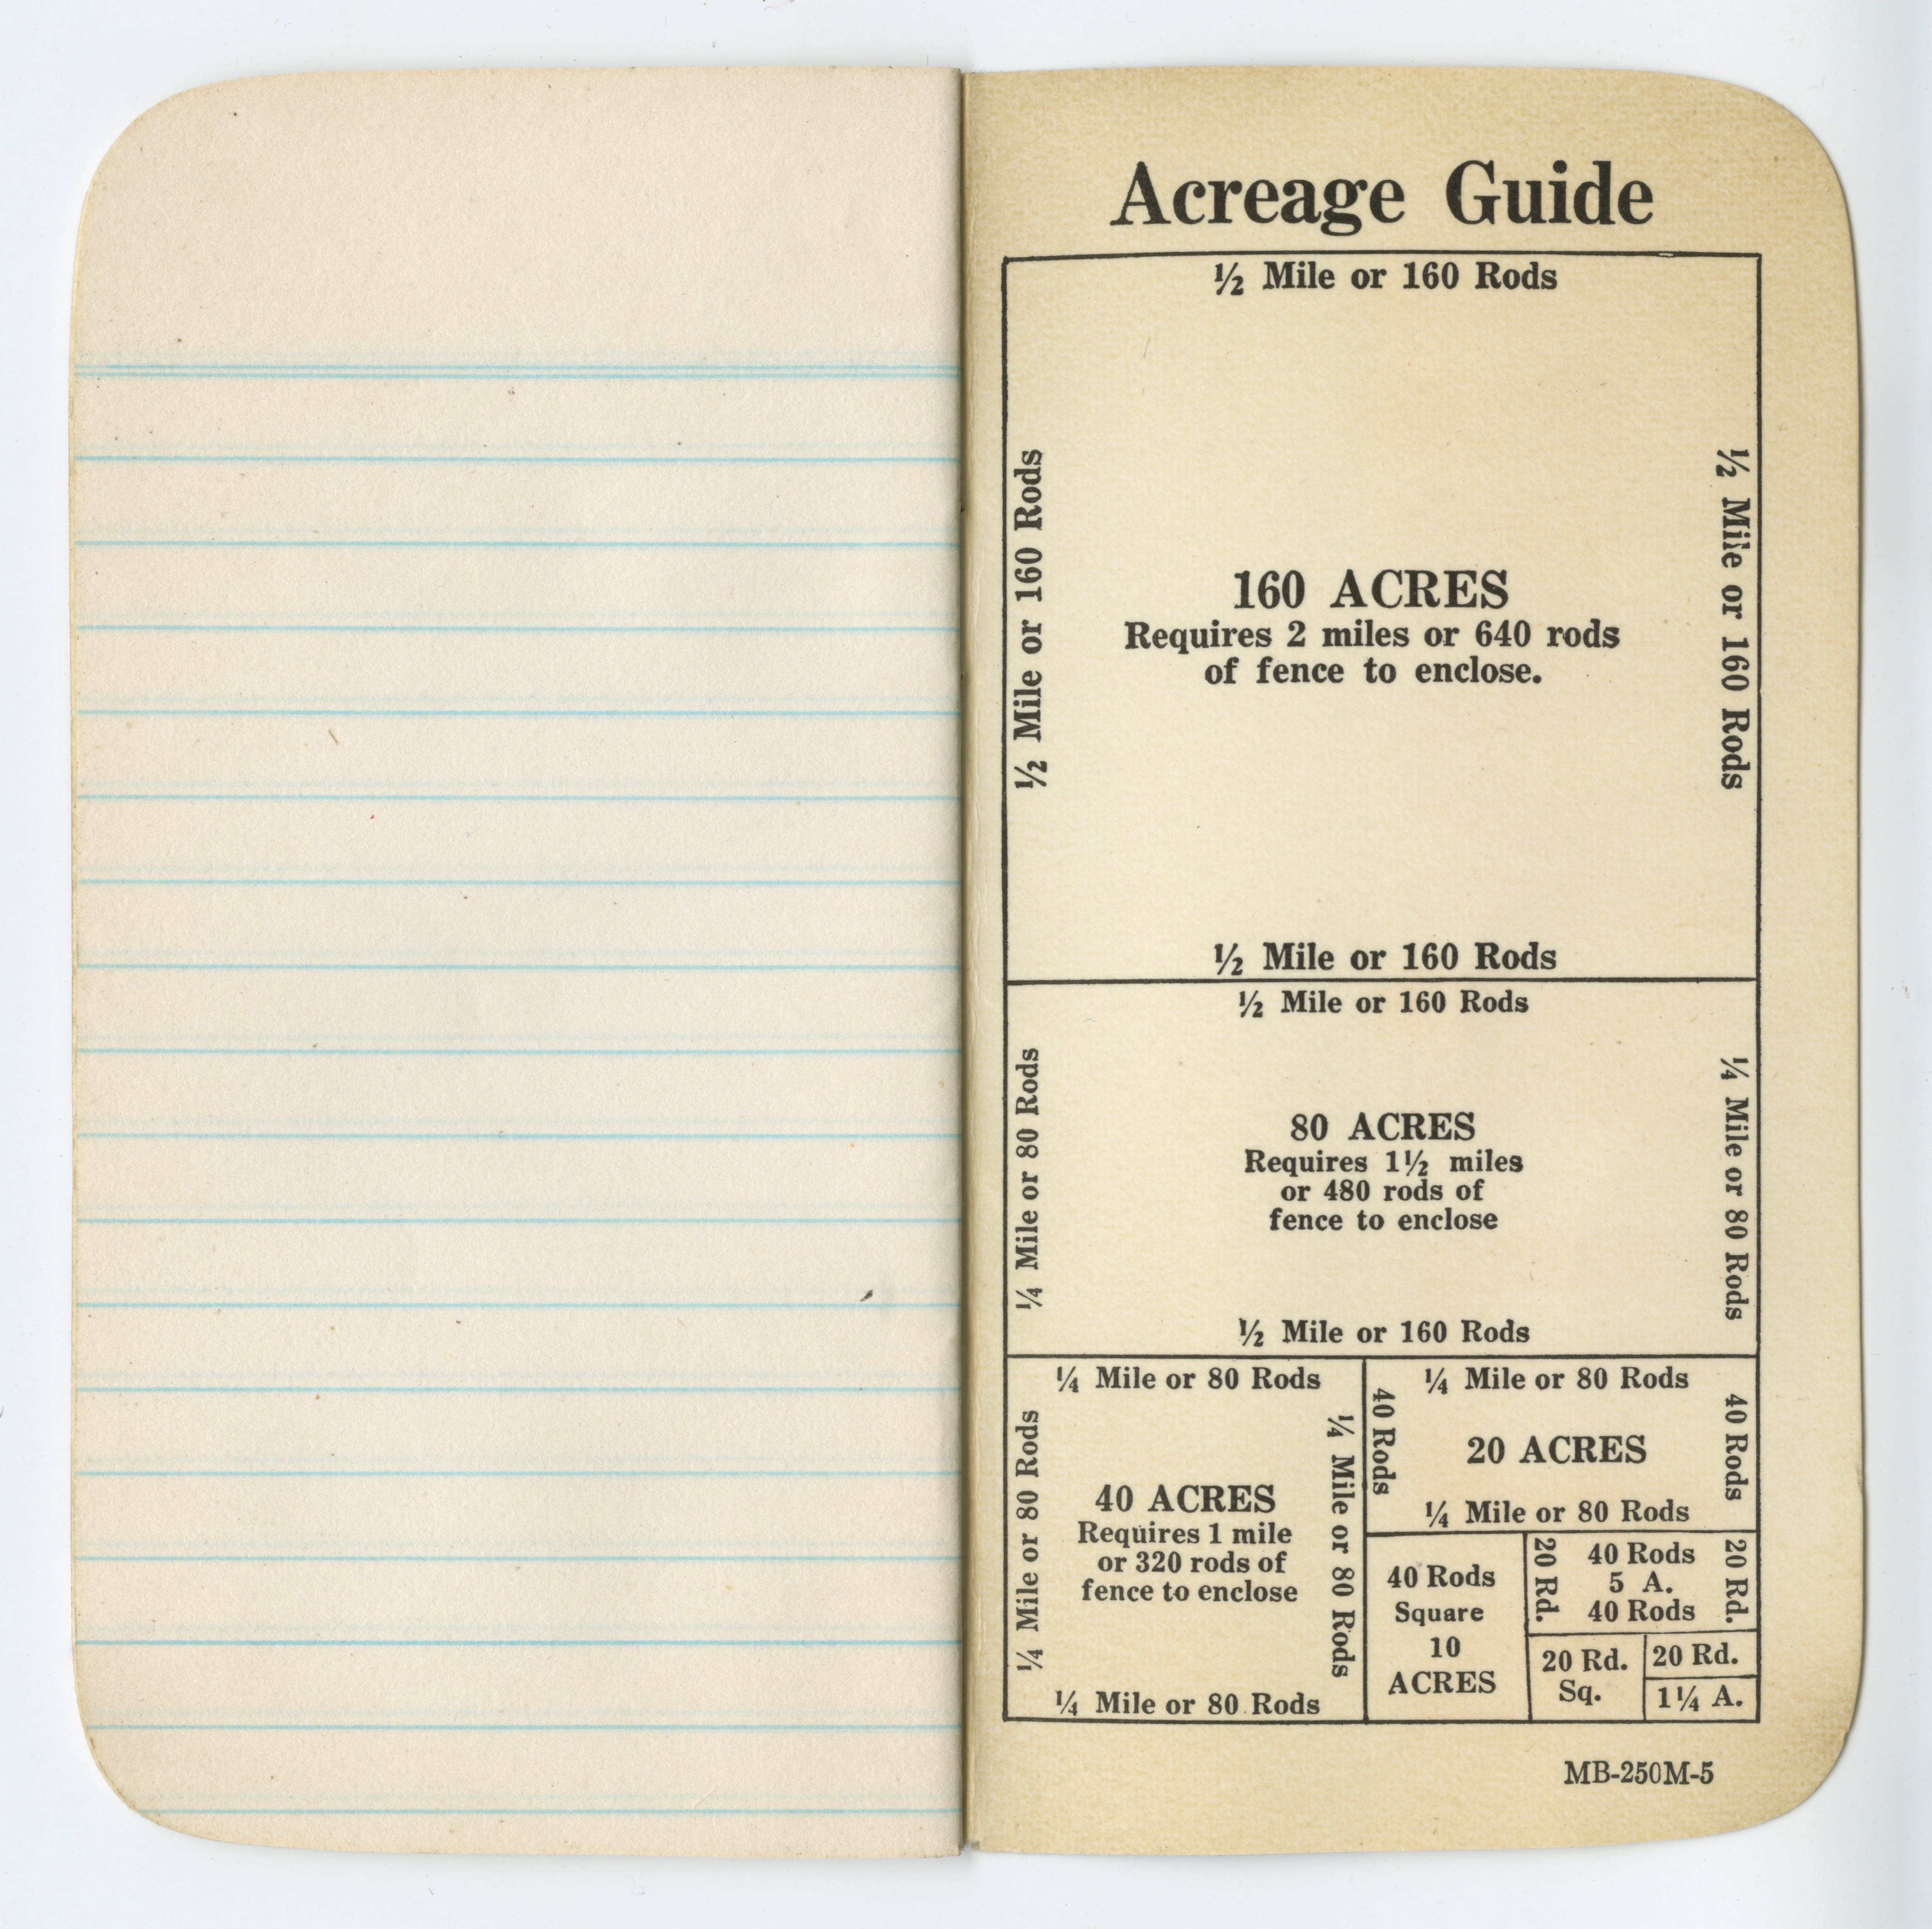 Acreage Guide
½ Mile or 160 Rods
½ Mile or 160 Rods
½ Mile or 160 Rods
160 ACRES
Requires 2 miles or 640 rods
of fence to enclose.
½ Mile or 160 Rods
½ Mile or 160 Rods
¼ Mile or 80 Rods
¼ Mile or 80 Rods
80 ACRES
Requires 1½ miles
or 480 rods of
fence to enclose
½ Mile or 160 Rods
¼ Mile or 80 Rods
¼ Mile or 80 Rods
¼ Mile or 80 Rods
40 ACRES
Requires 1 mile
or 320 rods of
fence to enclose
¼ Mile or 80 Rods
¼ Mile or 80 Rods
40 Rods
40 Rods
20 ACRES
¼ Mile or 80 Rods
40 Rods
Square
10
ACRES
20 Rd.
40 Rods
5 A.
40 Rods
20 Rd.
20 Rd.
Sq.
20 Rd.
1¼ A.
MB-250M-5